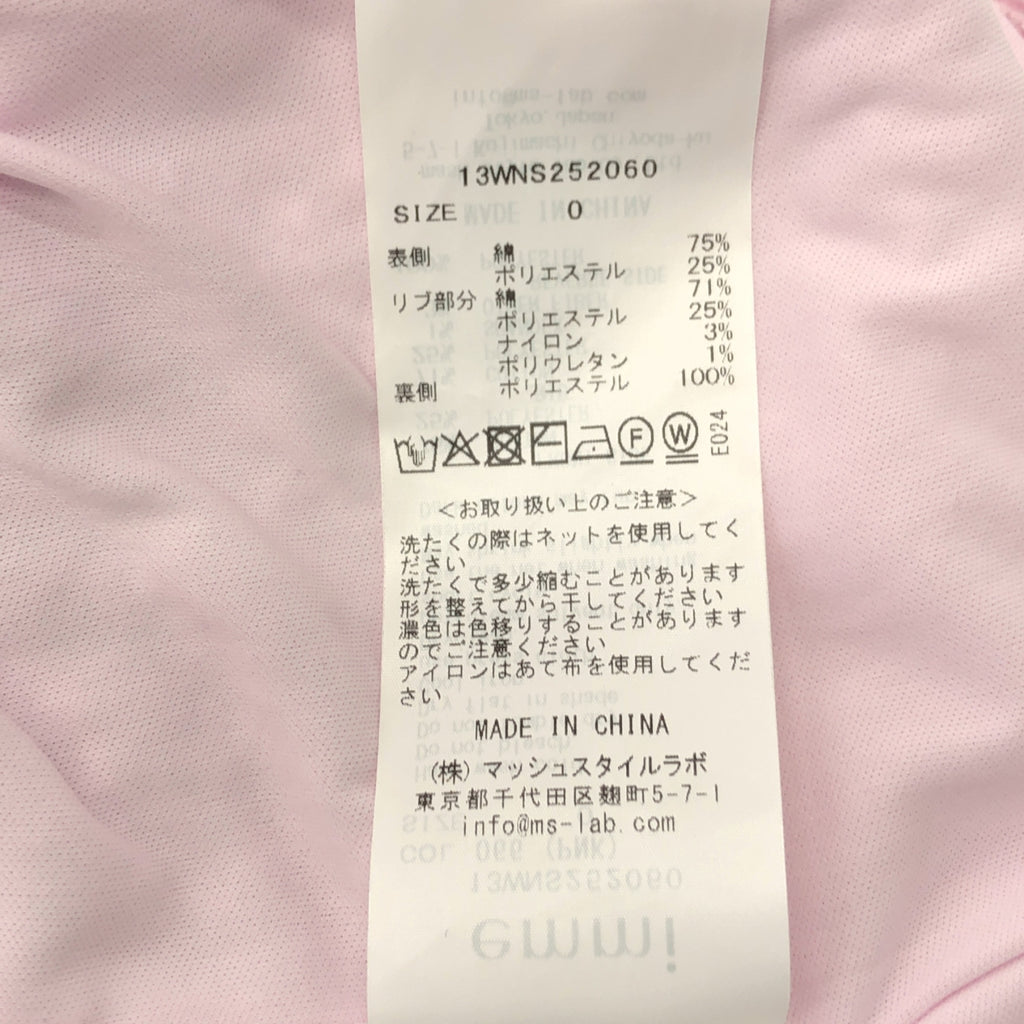 13WNS252060
SIZE 0
表側 綿 75%
ポリエステル 25%
リブ部分 綿 71%
ポリエステル 25%
ナイロン 3%
ポリウレタン 1%
裏側 ポリエステル 100%
F W E024
＜お取り扱い上のご注意＞
洗たくの際はネットを使用してく
ださい
洗たくで多少縮むことがあります
形を整えてから干してください
濃色は色移りすることがあります
のでご注意ください
アイロンはあて布を使用してくだ
さい
MADE IN CHINA
(株) マッシュスタイルラボ
東京都千代田区麹町5-7-1
info@ms-lab.com
COL 066 (PNK)
13WNS252060
emmi